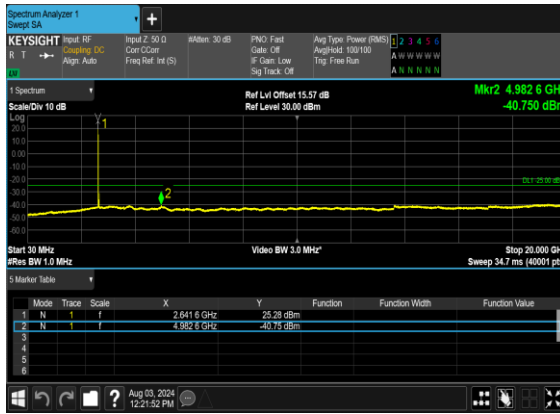 Spectrum Analyzer 1
Swept SA
KEYSIGHT Input: RF Input Z: 50 Ω #Atten: 30 dB PNO: Fast Avg Type: Power (RMS) 1 2 3 4 5 6
R T Coupling: DC Corr CCorr Gate: Off Avg|Hold: 100/100 A W W W W W
Align: Auto Freq Ref: Int (S) IF Gain: Low Trig: Free Run
Sig Track: Off A N N N N N
1 Spectrum
Scale/Div 10 dB Ref Lvl Offset 15.57 dB Mkr2 4.982 6 GH
Ref Level 30.00 dBm -40.750 dBm
Log
20.0
10.0
0.00
-10.0
-20.0
-30.0
-40.0
-50.0
-60.0
1
2
DL1 -25.00 dB
Start 30 MHz Video BW 3.0 MHz* Stop 20.000 GH
#Res BW 1.0 MHz Sweep 34.7 ms (40001 pt
5 Marker Table
Mode Trace Scale X Y Function Function Width Function Value
1 N 1 f 2.641 6 GHz 25.28 dBm
2 N 1 f 4.982 6 GHz -40.75 dBm
3
4
5
6
? Aug 03, 2024
12:21:52 PM